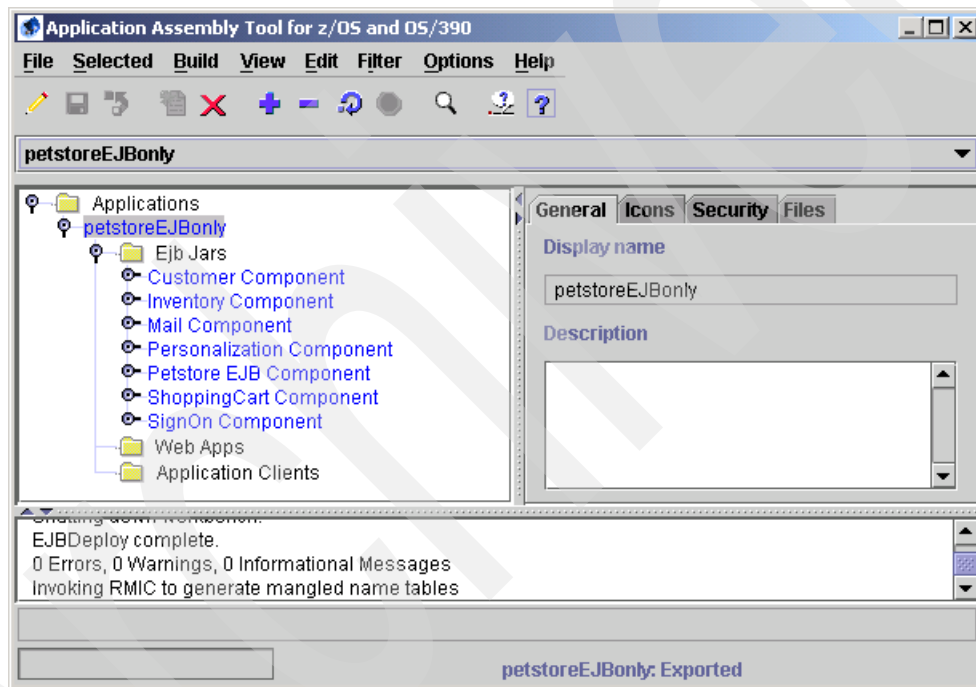 Application Assembly Tool for z/OS and OS/390
File Selected Build View Edit Filter Options Help
petstoreEJBonly
Applications
petstoreEJBonly
Ejb Jars
Customer Component
Inventory Component
Mail Component
Personalization Component
Petstore EJB Component
ShoppingCart Component
SignOn Component
Web Apps
Application Clients
General Icons Security Files
Display name
petstoreEJBonly
Description
Shutting down workbench.
EJBDeploy complete.
0 Errors, 0 Warnings, 0 Informational Messages
Invoking RMIC to generate mangled name tables
petstoreEJBonly: Exported